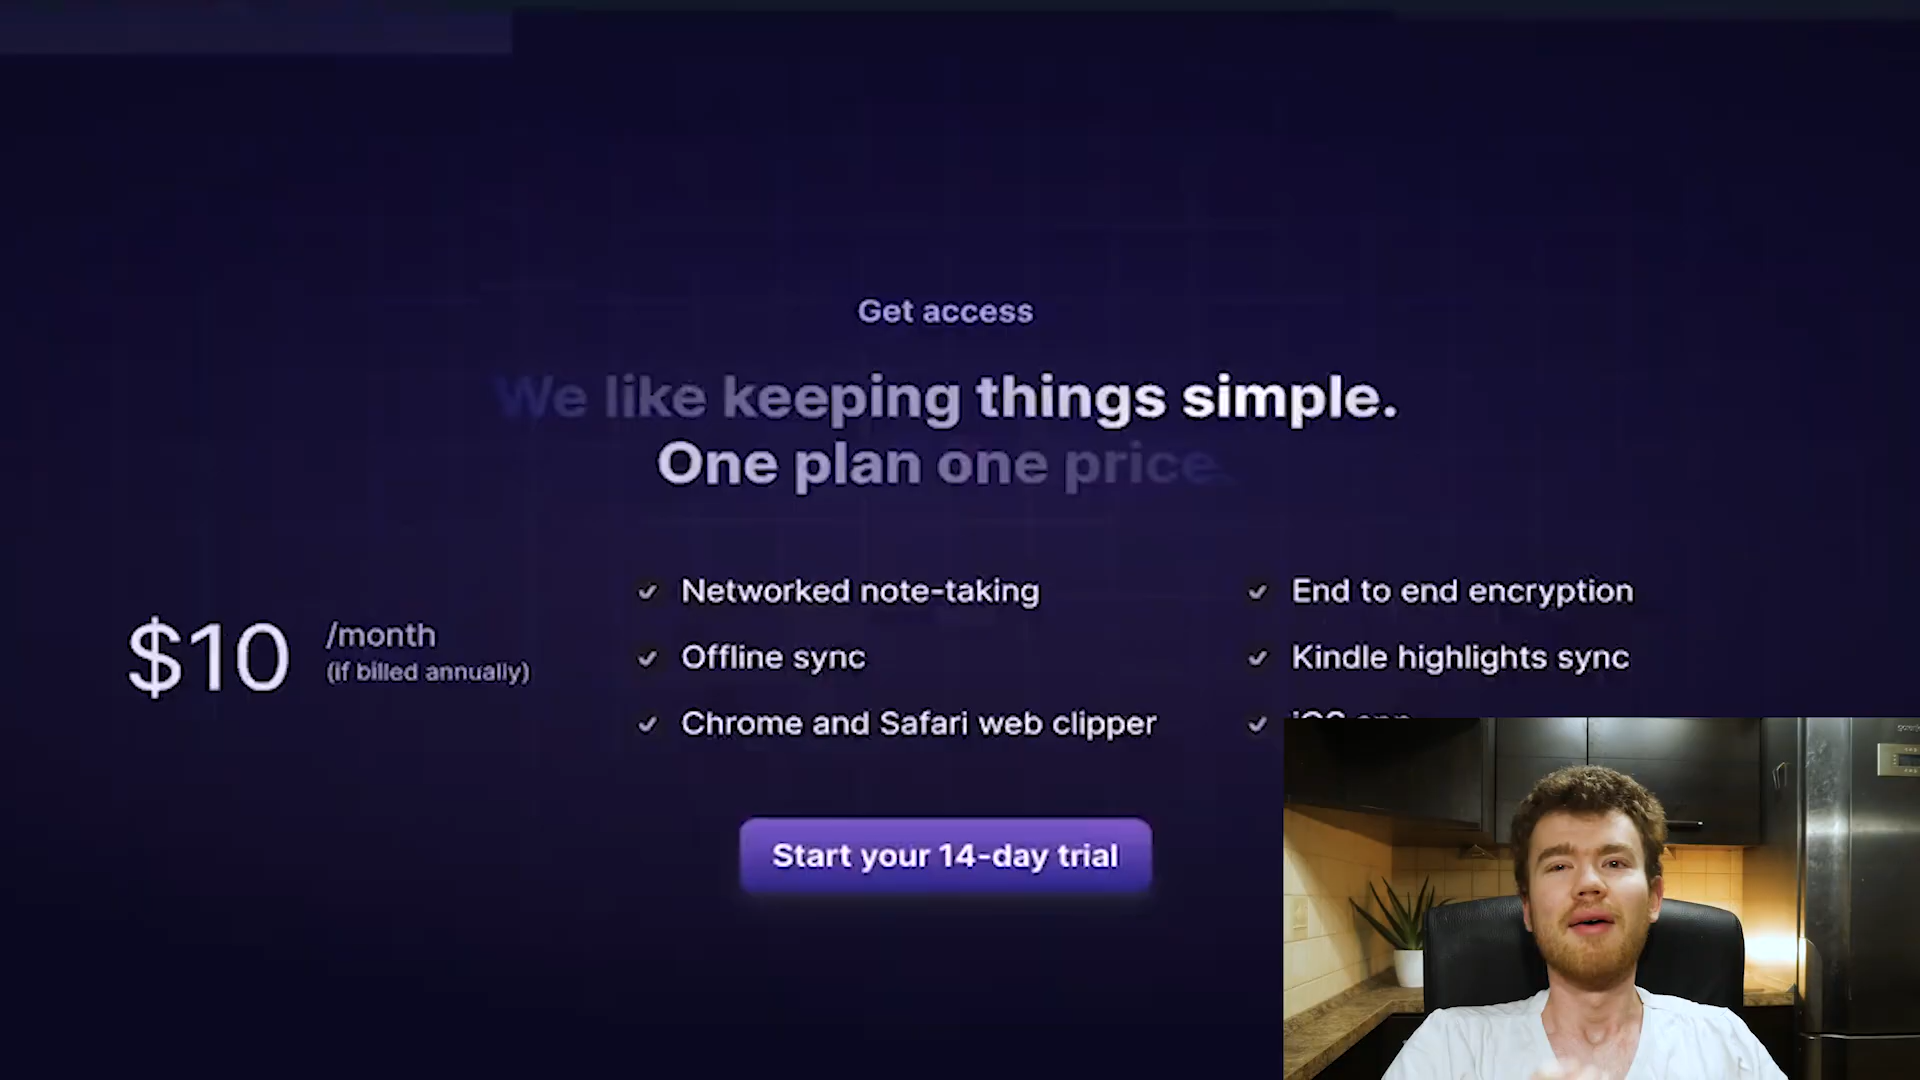 Get access
We like keeping things simple.
One plan one price.
$10
/month
(if billed annually)
Networked note-taking
Offline sync
Chrome and Safari web clipper
End to end encryption
Kindle highlights sync
iOS app
Start your 14-day trial